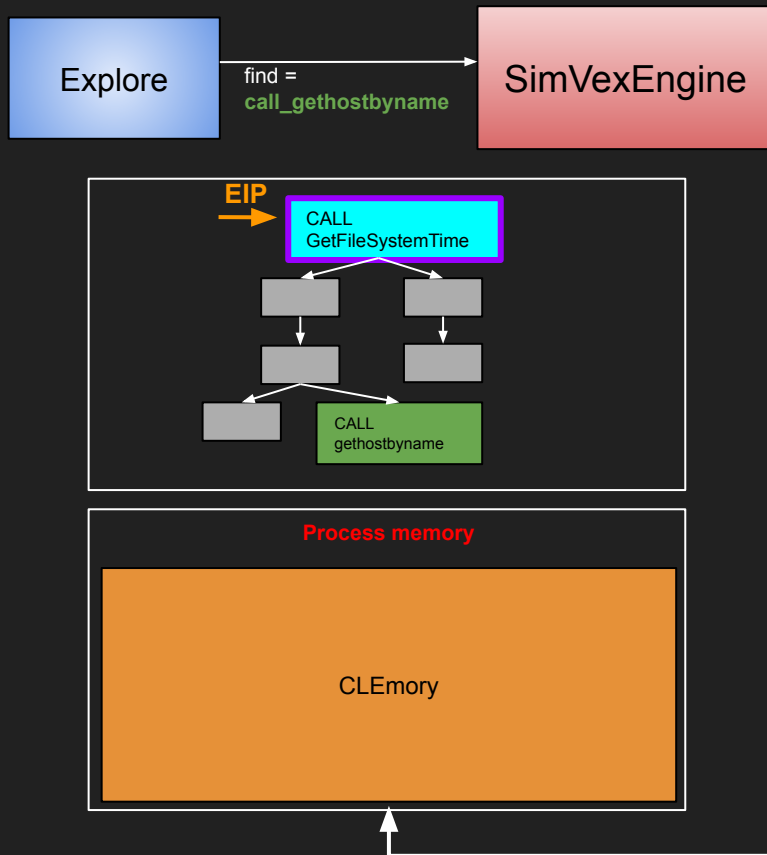 Explore
find =
call_gethostbyname
SimVexEngine
EIP
CALL
GetFileSystemTime
CALL
gethostbyname
Process memory
CLEmory